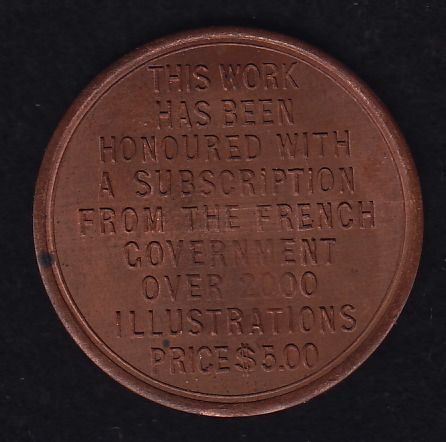 THIS WORK
HAS BEEN
HONOURED WITH
A SUBSCRIPTION
FROM THE FRENCH
GOVERNMENT
OVER 2000
ILLUSTRATIONS
PRICE $5.00